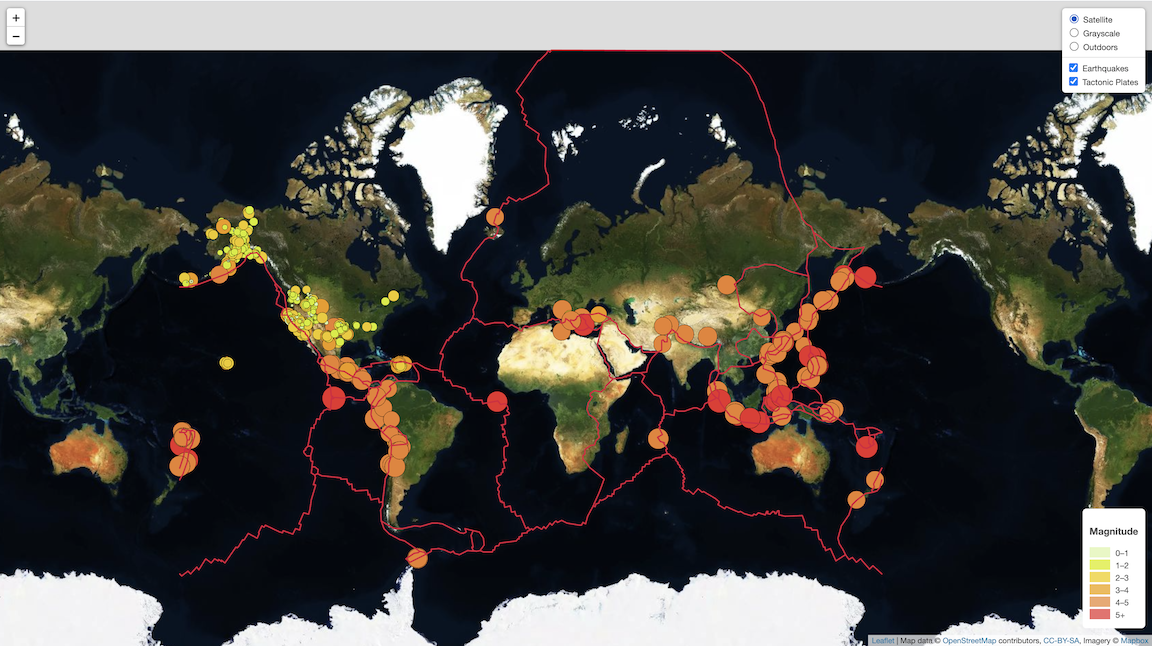 +
−
Satellite
Grayscale
Outdoors
Earthquakes
Tactonic Plates
Magnitude
0–1
1–2
2–3
3–4
4–5
5+
Leaflet | Map data © OpenStreetMap contributors, CC-BY-SA, Imagery © Mapbox